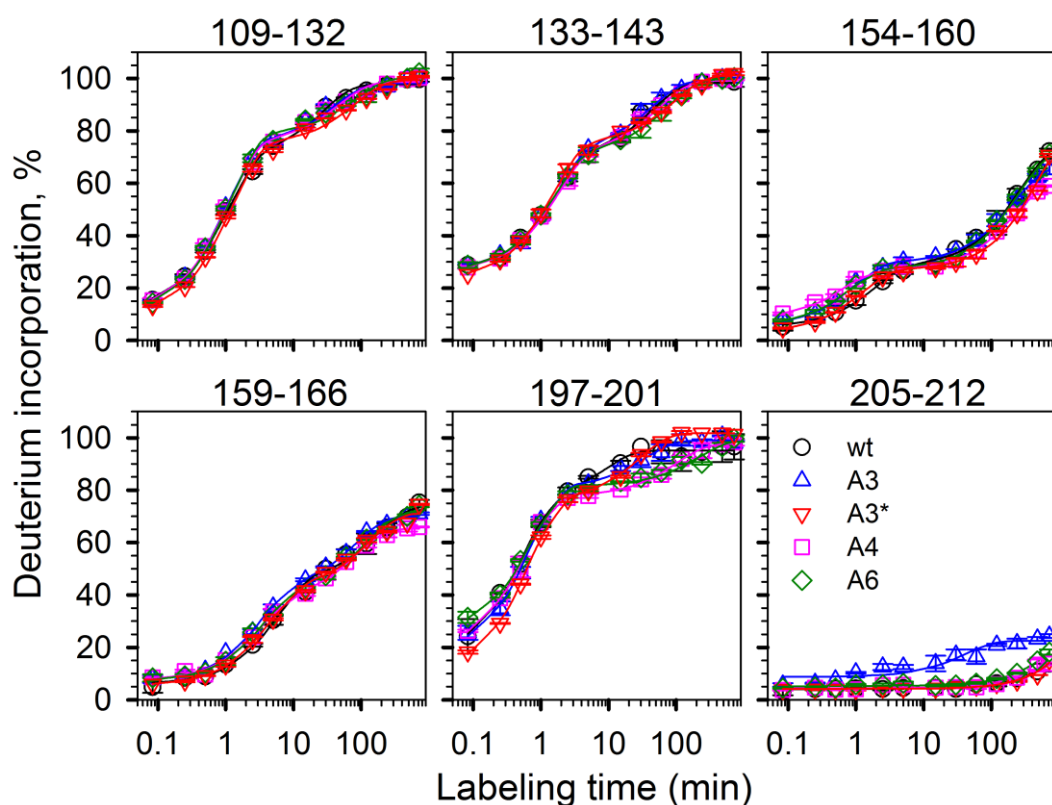 109-132 133-143 154-160
100
80
60
40
20
0
159-166 197-201 205-212
100
80
60
40
20
0
wt
A3
A3*
A4
A6
0.1 1 10 100 0.1 1 10 100 0.1 1 10 100
Deuterium incorporation, %
Labeling time (min)